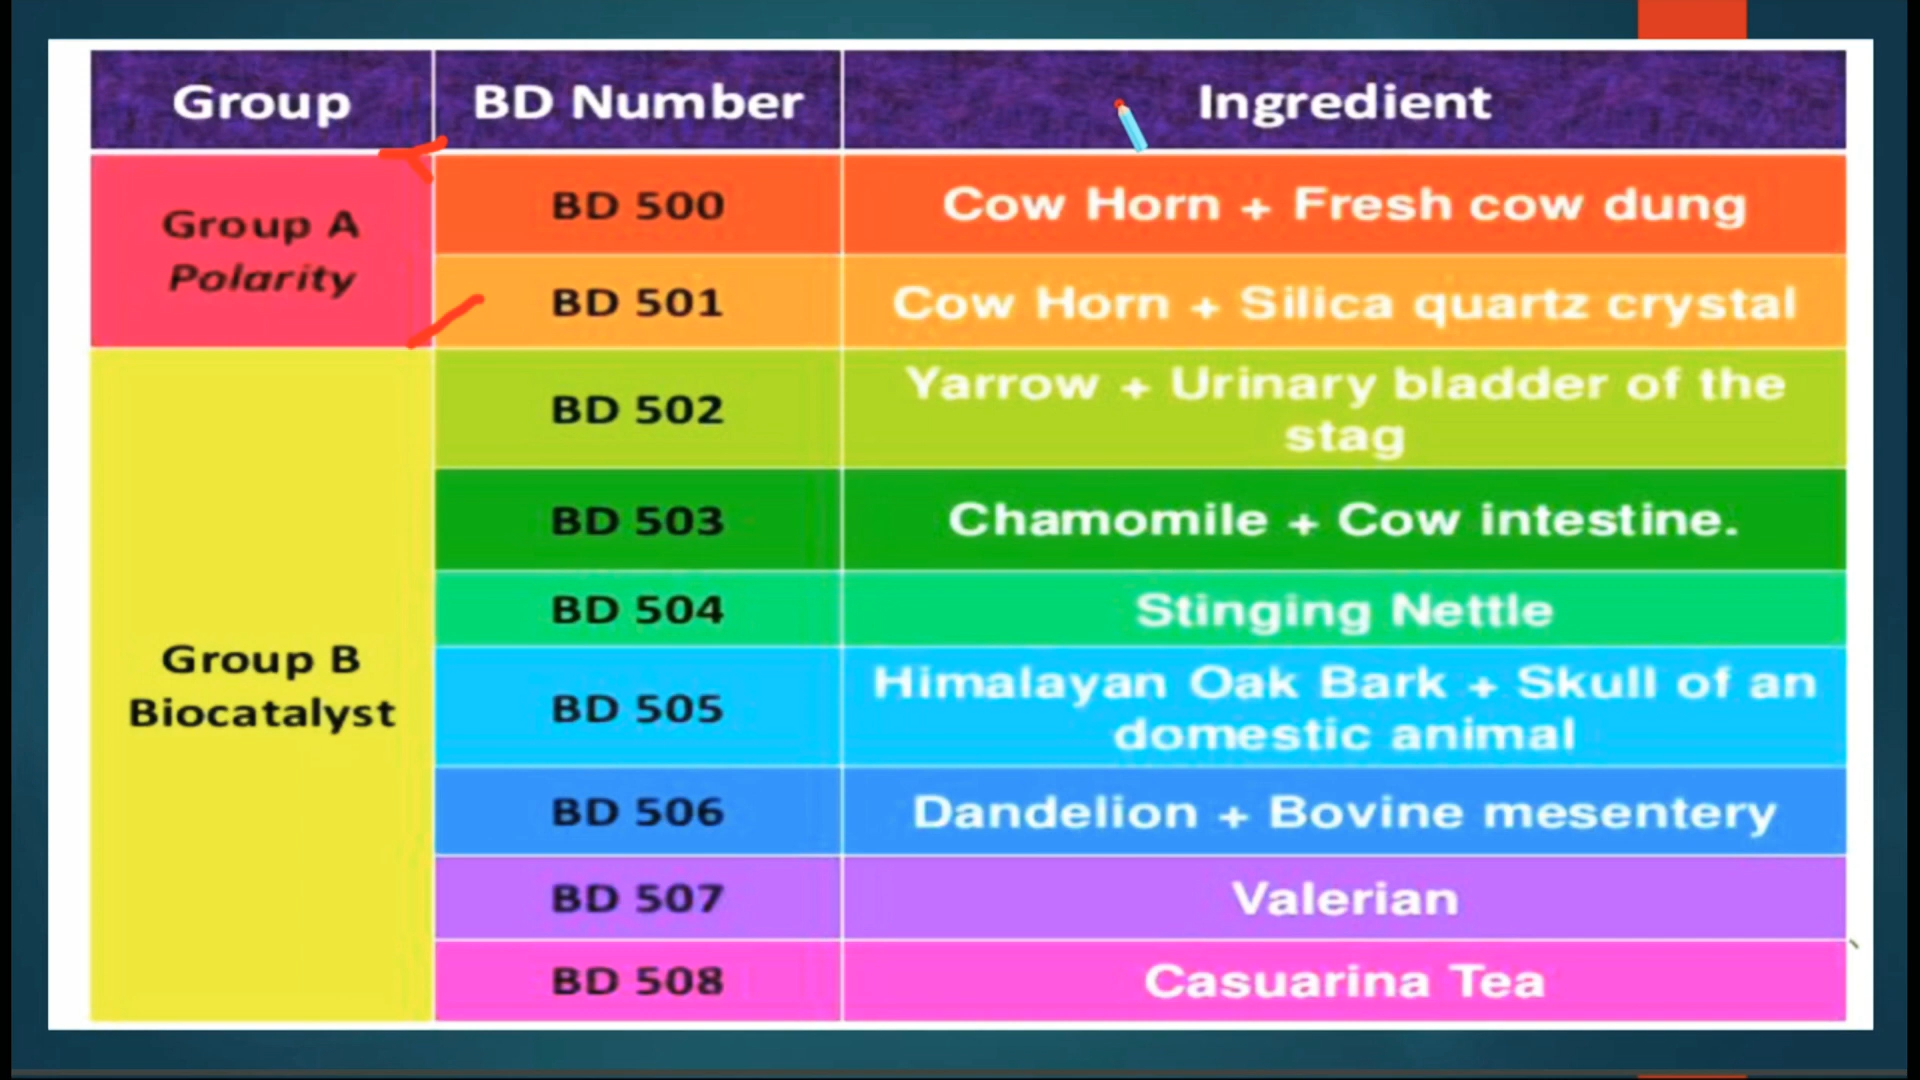 Group BD Number Ingredient
Group A
Polarity
BD 500 Cow Horn + Fresh cow dung
BD 501 Cow Horn + Silica quartz crystal
Group B
Biocatalyst
BD 502 Yarrow + Urinary bladder of the
stag
BD 503 Chamomile + Cow intestine.
BD 504 Stinging Nettle
BD 505 Himalayan Oak Bark + Skull of an
domestic animal
BD 506 Dandelion + Bovine mesentery
BD 507 Valerian
BD 508 Casuarina Tea